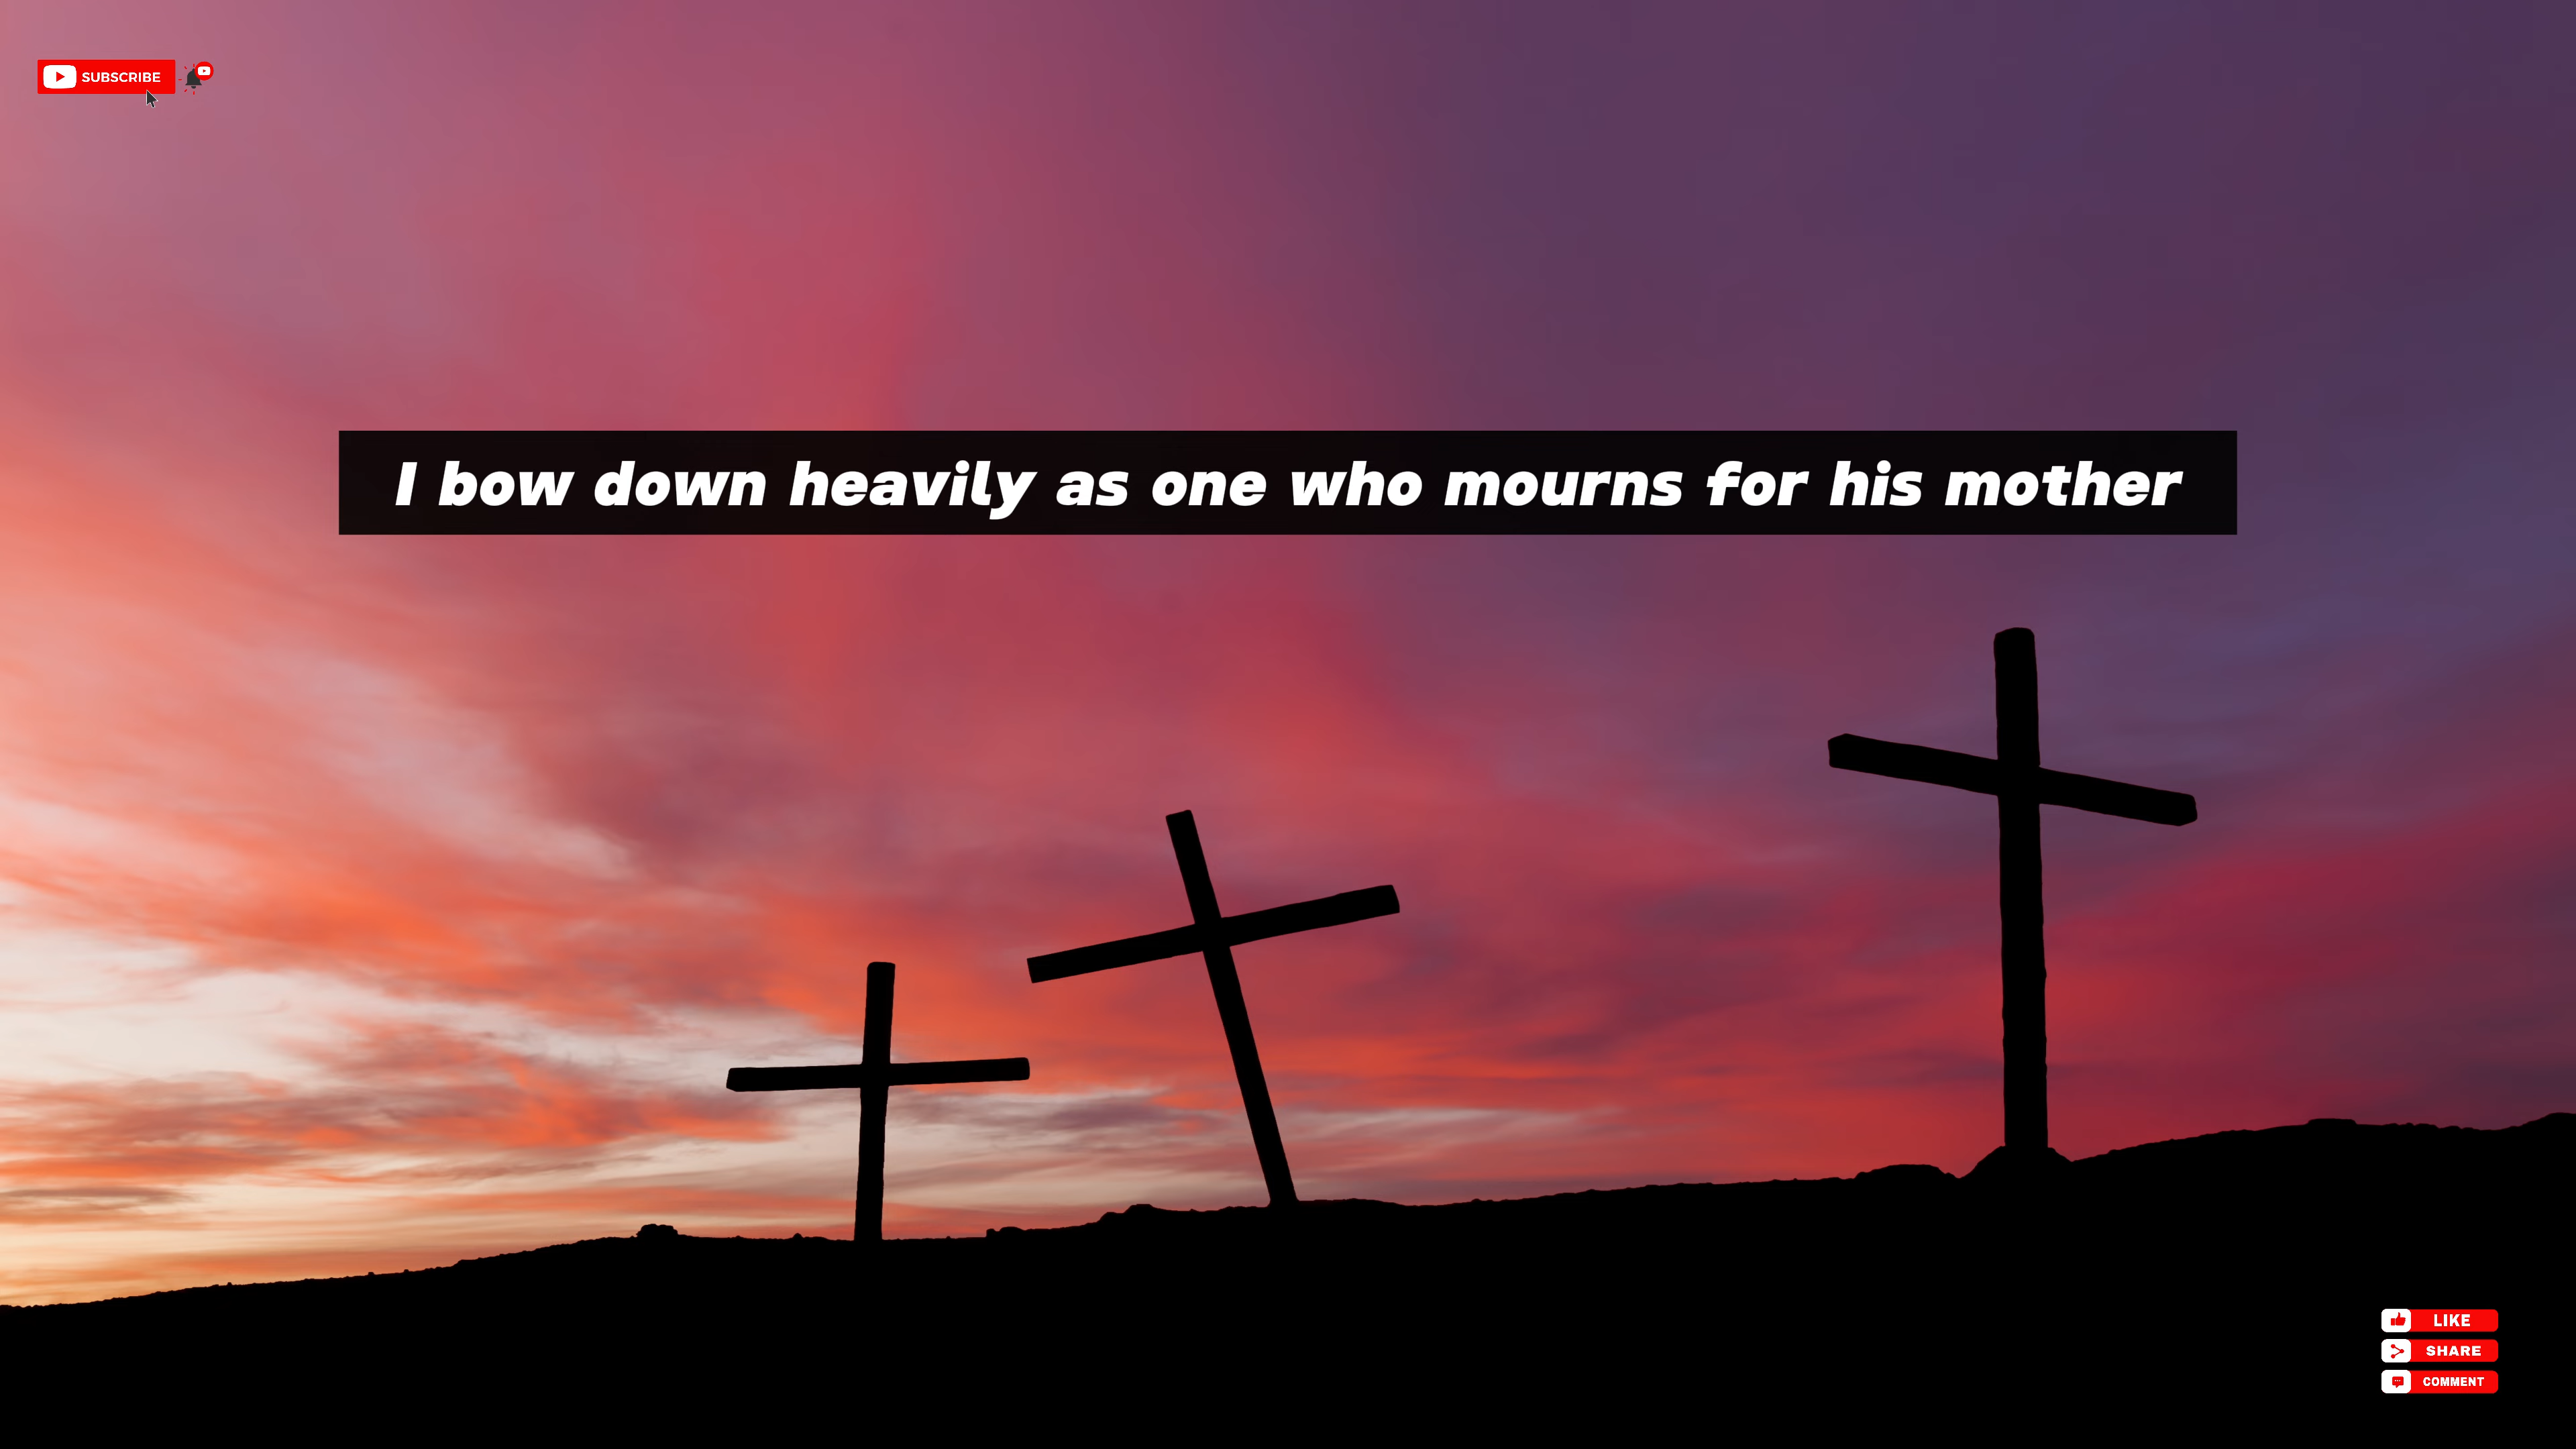 SUBSCRIBE
I bow down heavily as one who mourns for his mother
LIKE
SHARE
COMMENT